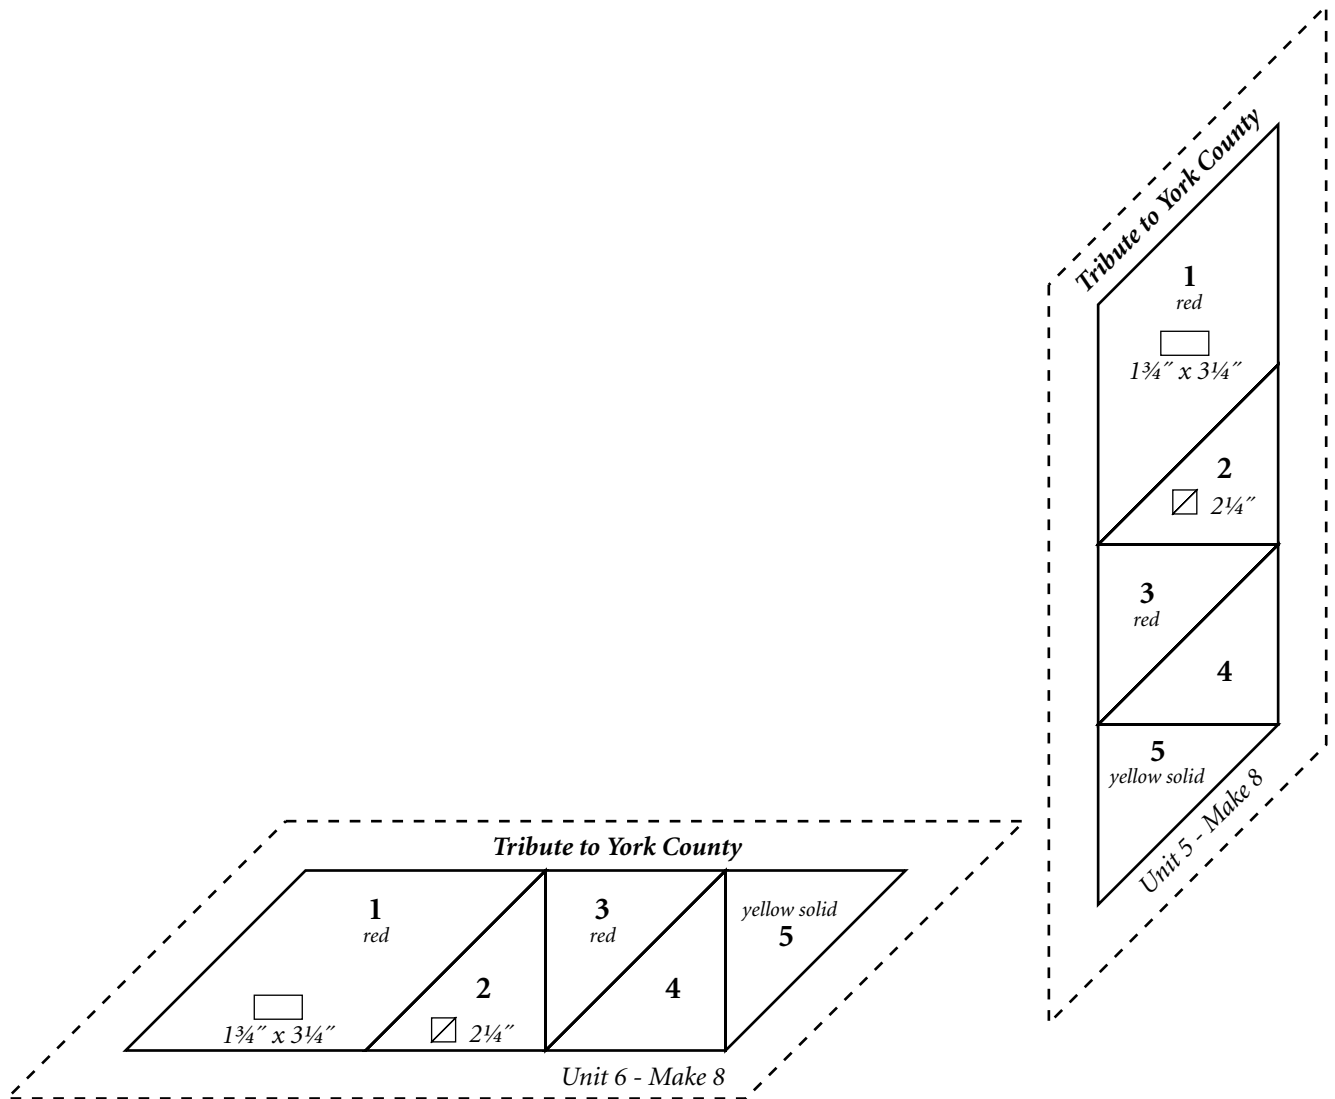 Tribute to York County
1
red
1¾″ x 3¼″
2
2¼″
3
red
4
5
yellow solid
Unit 5 - Make 8
Tribute to York County
1
red
1¾″ x 3¼″
2
2¼″
3
red
4
yellow solid
5
Unit 6 - Make 8